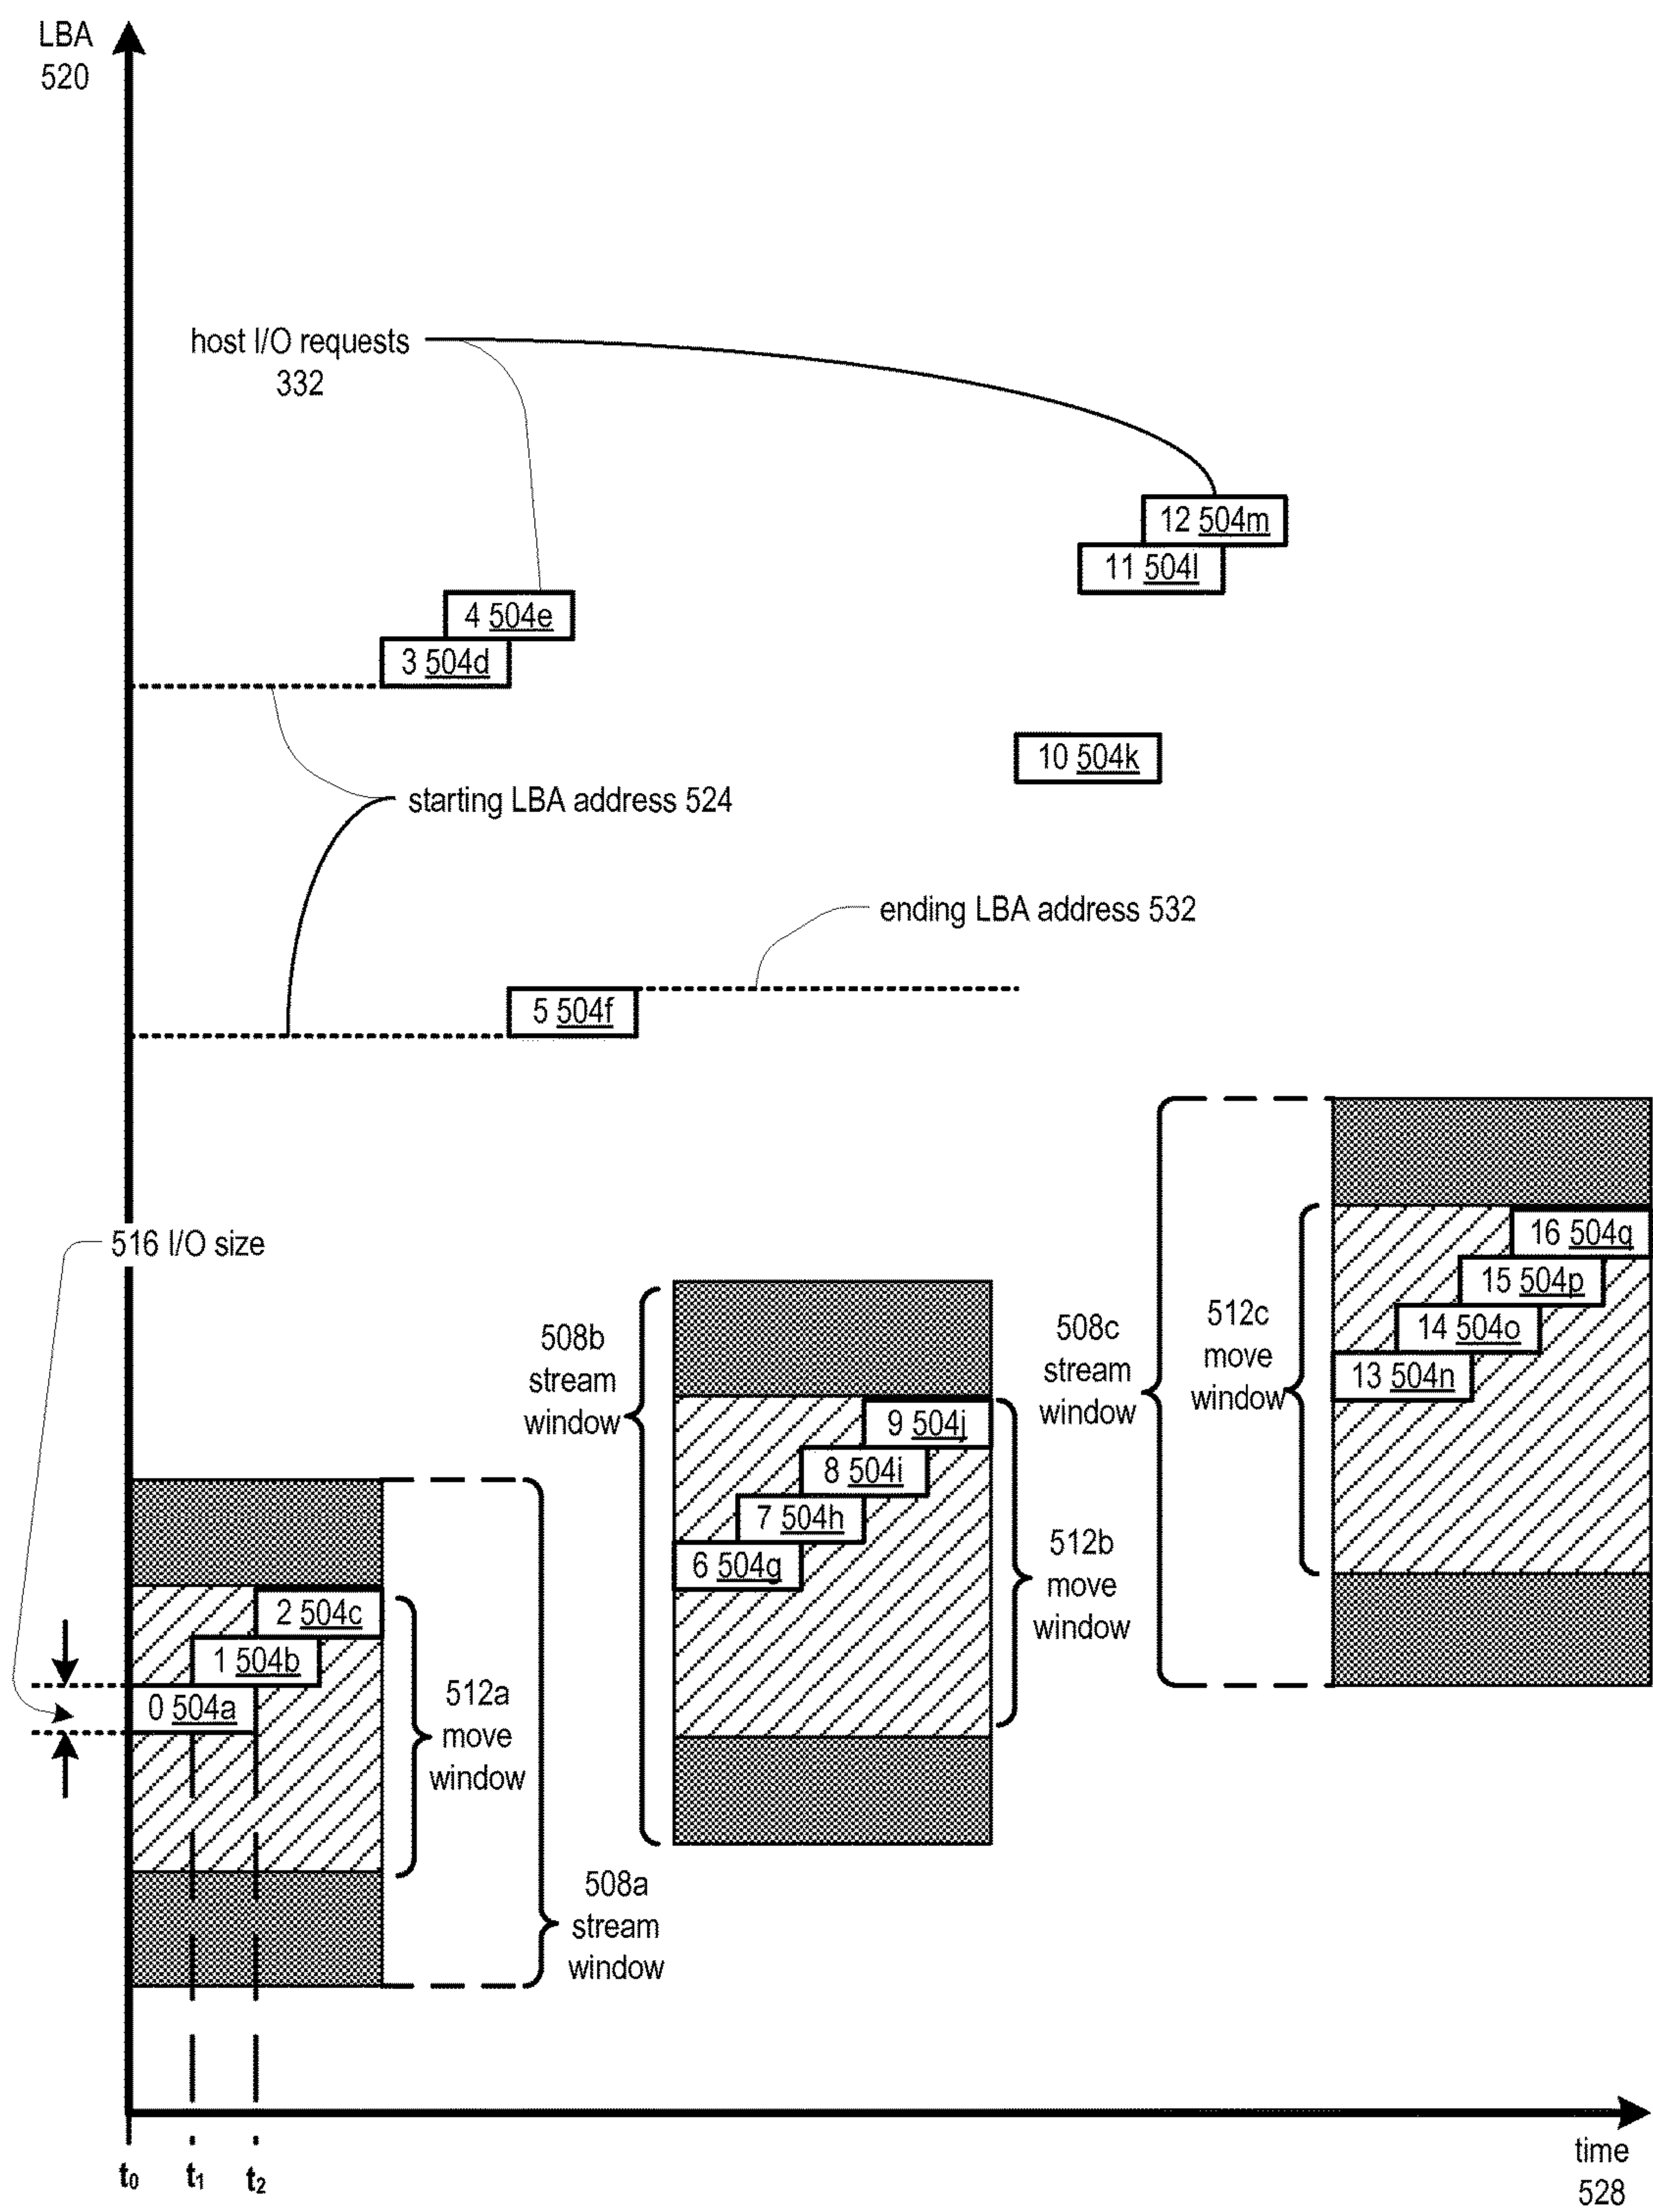 LBA
520
host I/O requests
332
12 504m
11 504l
4 504e
3 504d
10 504k
starting LBA address 524
ending LBA address 532
5 504f
516 I/O size
16 504q
15 504p
14 504o
13 504n
512c
move
window
508c
stream
window
508b
stream
window
9 504j
8 504i
7 504h
6 504g
512b
move
window
2 504c
1 504b
0 504a
512a
move
window
508a
stream
window
t0
t1
t2
time
528